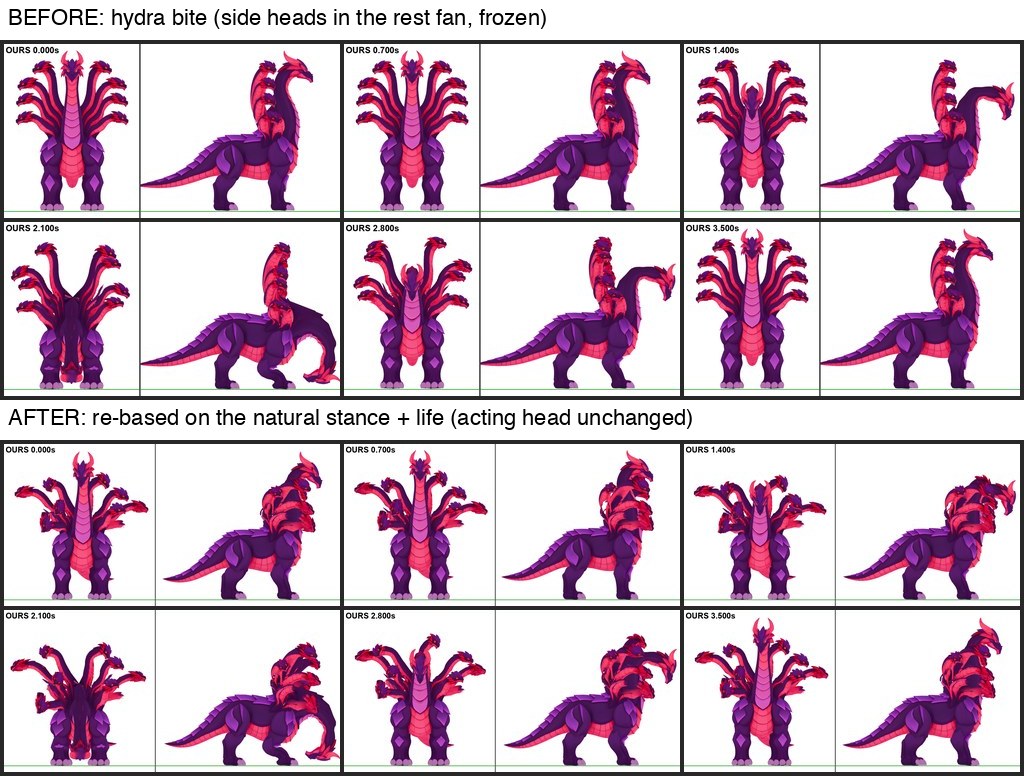 BEFORE: hydra bite (side heads in the rest fan, frozen)
OURS 0.000s
OURS 0.700s
OURS 1.400s
OURS 2.100s
OURS 2.800s
OURS 3.500s
AFTER: re-based on the natural stance + life (acting head unchanged)
OURS 0.000s
OURS 0.700s
OURS 1.400s
OURS 2.100s
OURS 2.800s
OURS 3.500s